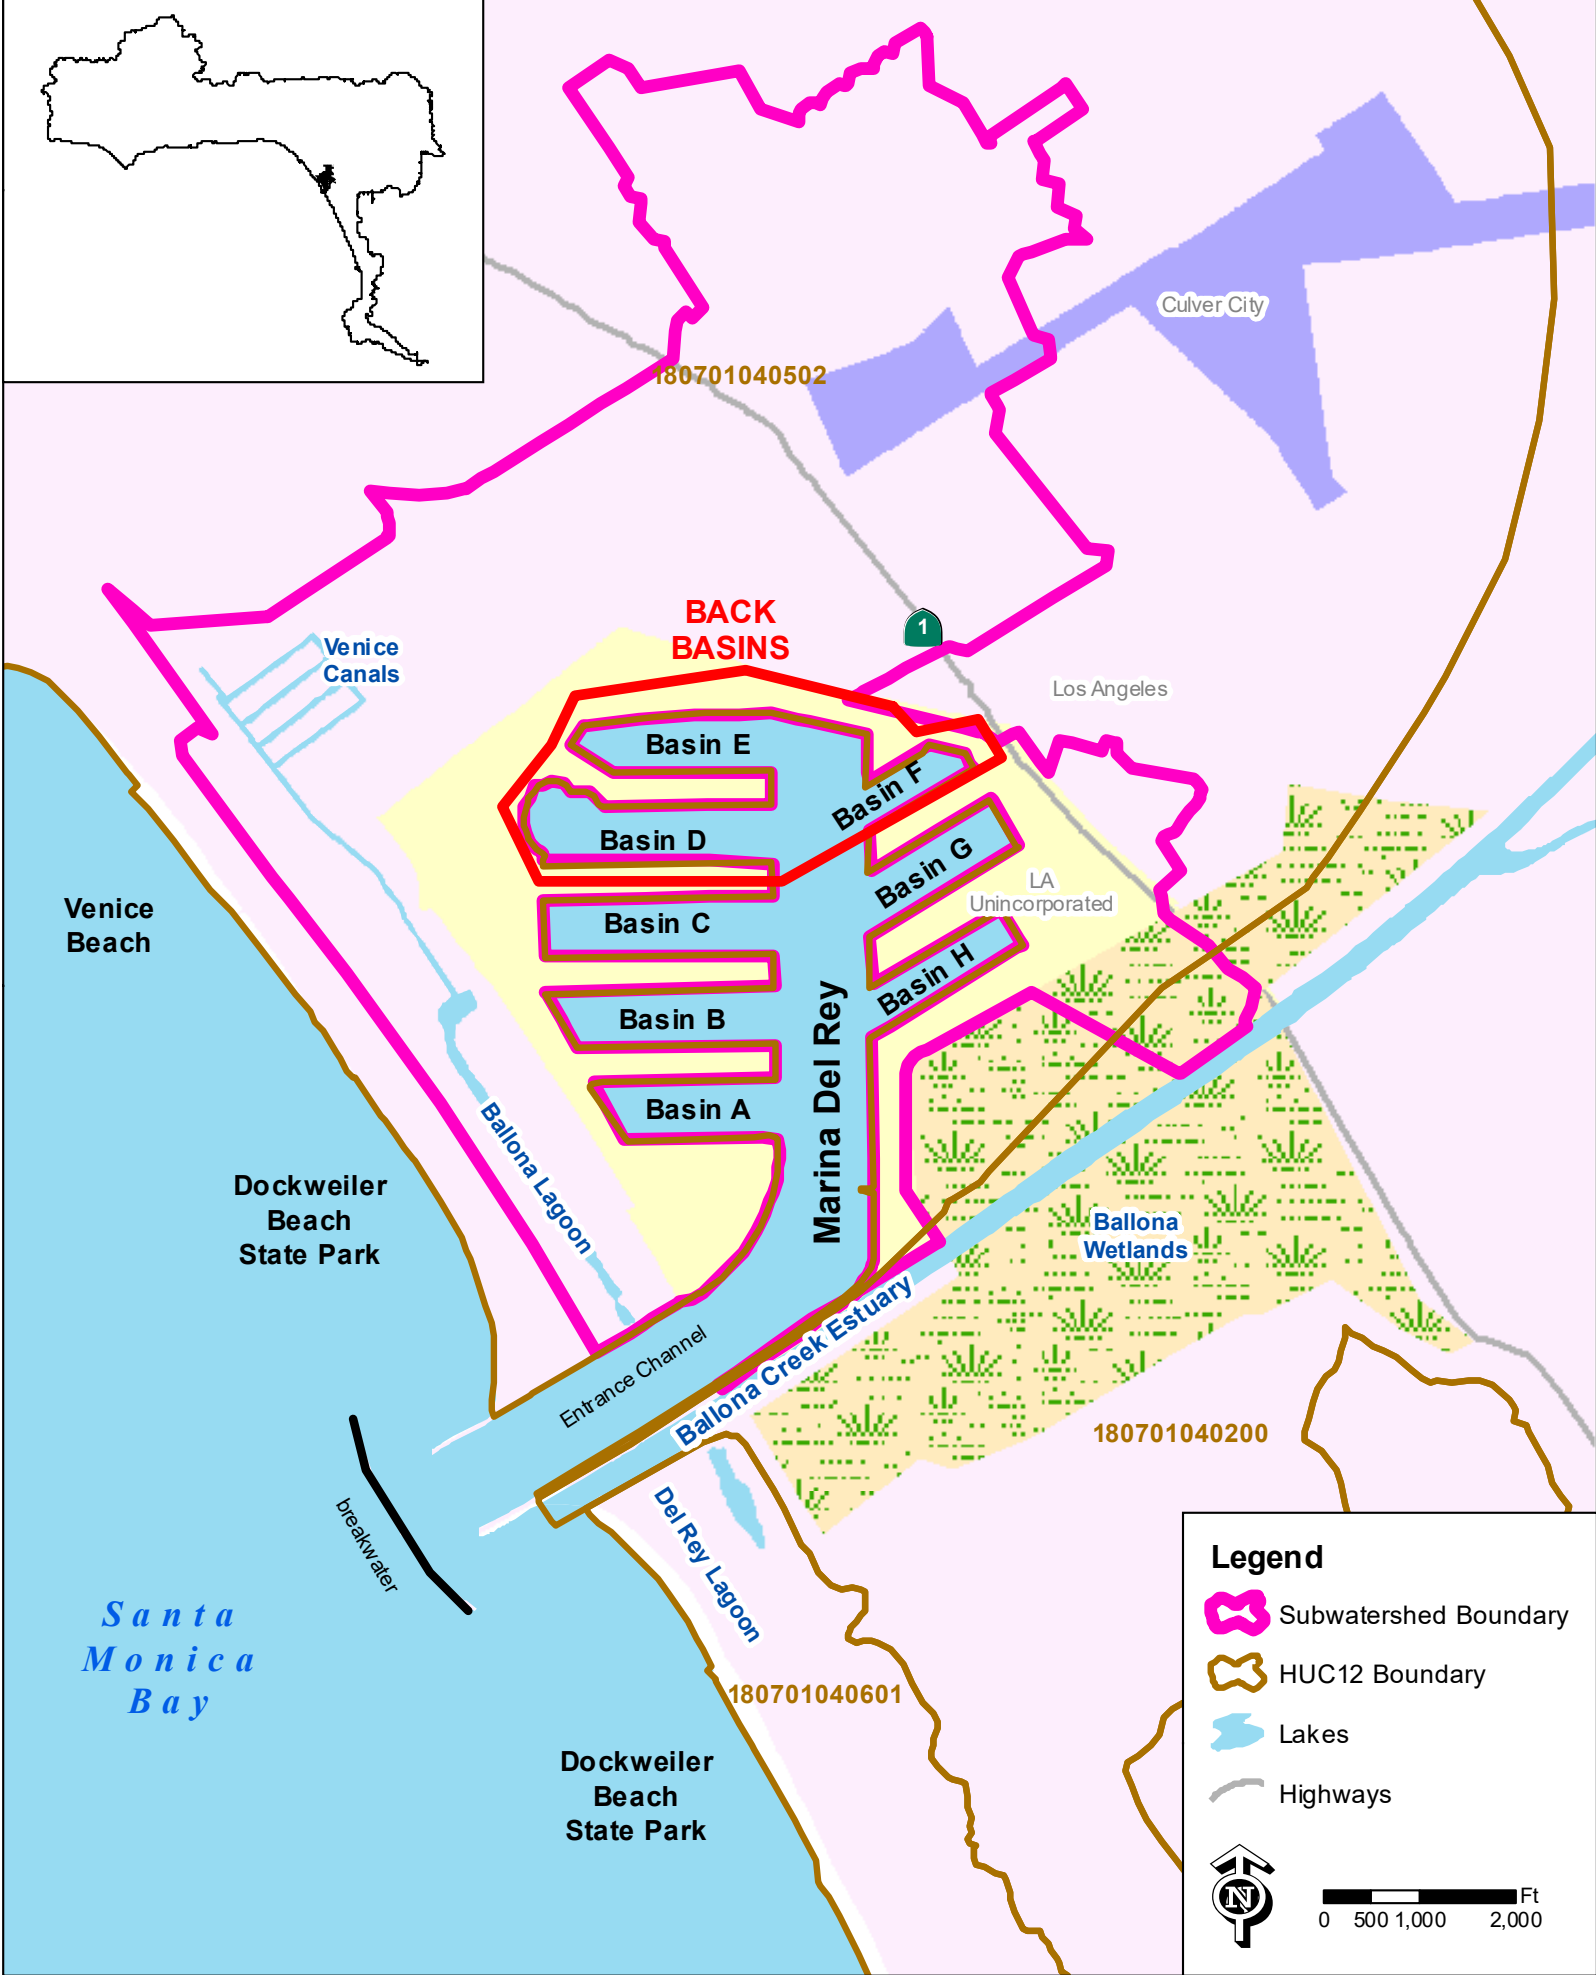 180701040502
Culver City
BACK
BASINS
1
Venice
Canals
Los Angeles
Basin E
Basin F
Basin D
Basin G
LA
Unincorporated
Venice
Beach
Basin C
Basin H
Basin B
Marina Del Rey
Basin A
Ballona Lagoon
Dockweiler
Beach
State Park
Ballona
Wetlands
Entrance Channel
Ballona Creek Estuary
180701040200
breakwater
Del Rey Lagoon
Santa
Monica
Bay
180701040601
Dockweiler
Beach
State Park
Legend
Subwatershed Boundary
HUC12 Boundary
Lakes
Highways
N
Ft
0 500 1,000 2,000